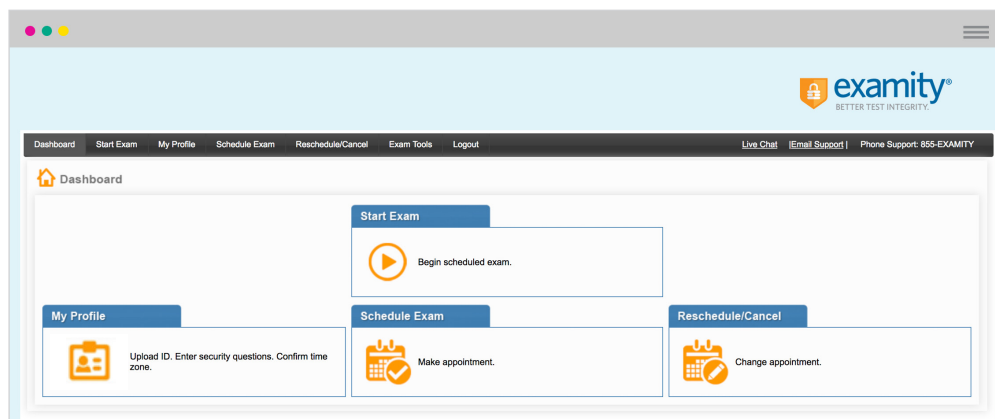 examity®
BETTER TEST INTEGRITY.
Dashboard Start Exam My Profile Schedule Exam Reschedule/Cancel Exam Tools Logout Live Chat |Email Support | Phone Support: 855-EXAMITY
Dashboard
Start Exam
Begin scheduled exam.
My Profile
Upload ID. Enter security questions. Confirm time
zone.
Schedule Exam
Make appointment.
Reschedule/Cancel
Change appointment.